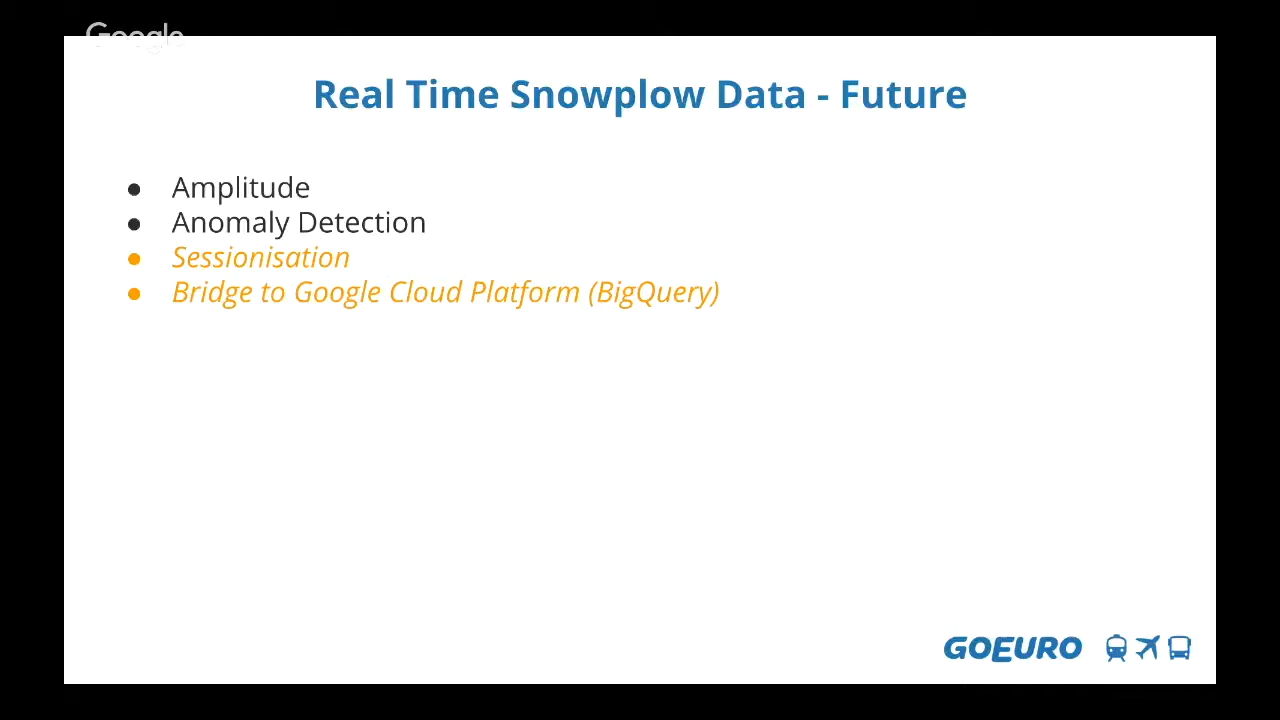 Google
Real Time Snowplow Data - Future
● Amplitude
● Anomaly Detection
● Sessionisation
● Bridge to Google Cloud Platform (BigQuery)
GOEURO